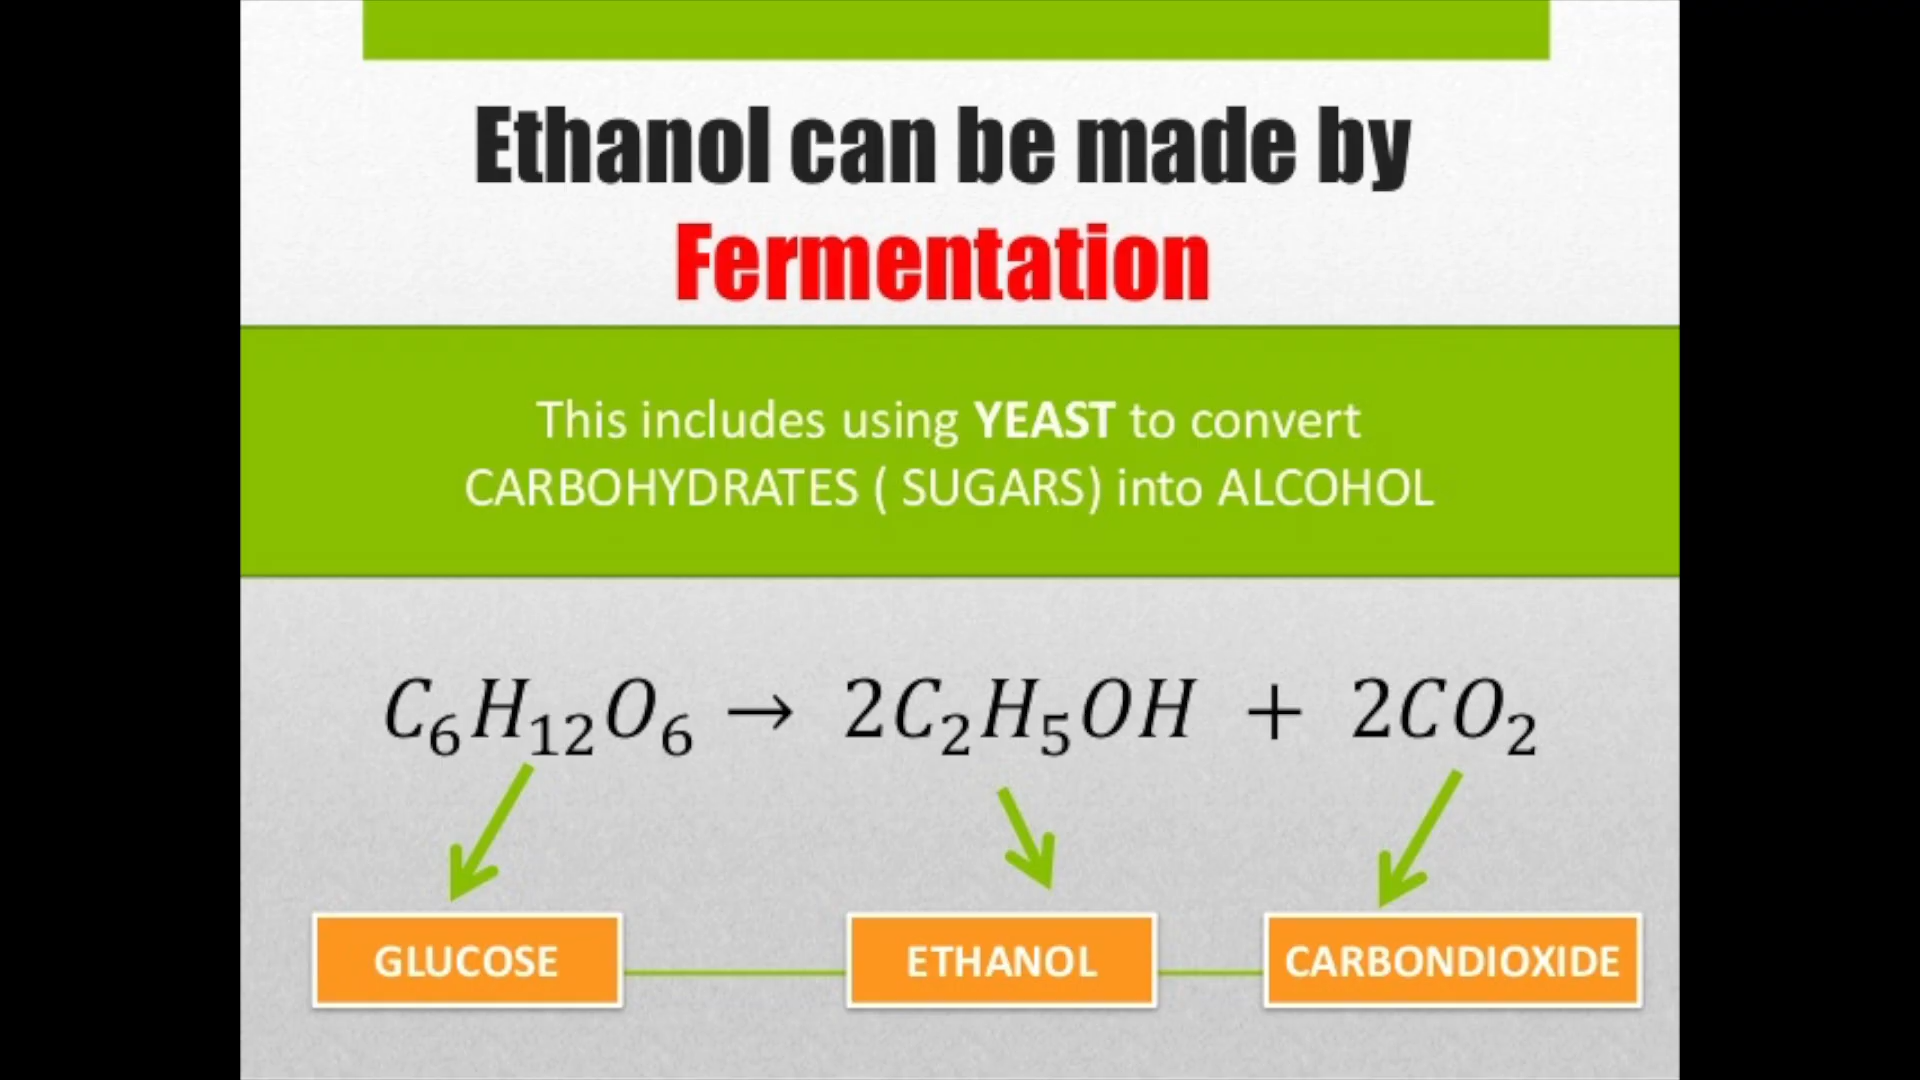 Ethanol can be made by
Fermentation
This includes using YEAST to convert
CARBOHYDRATES ( SUGARS) into ALCOHOL
C₆H₁₂O₆ → 2C₂H₅OH + 2CO₂
GLUCOSE ETHANOL CARBONDIOXIDE